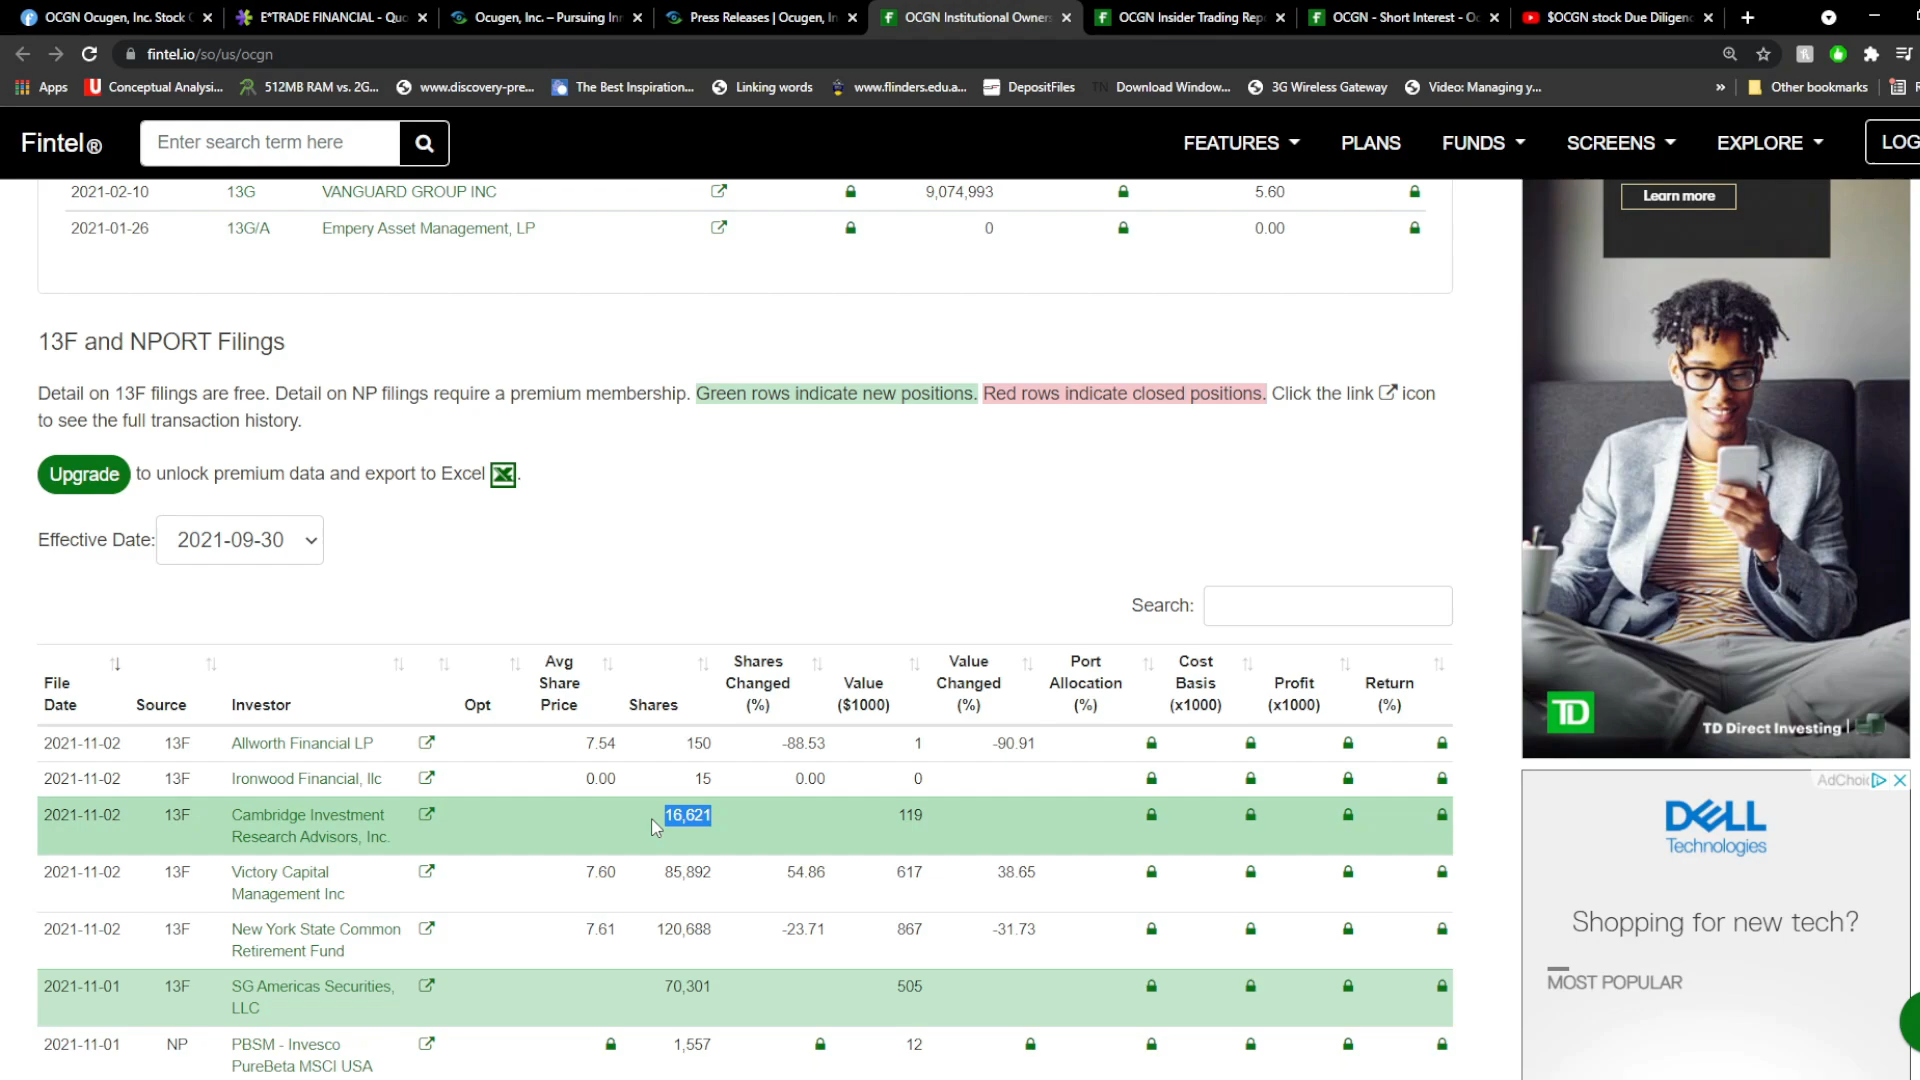 OCGN Ocugen, Inc. Stock
E*TRADE FINANCIAL - Quo
Ocugen, Inc. – Pursuing Inn
Press Releases | Ocugen, In
OCGN Institutional Owners
OCGN Insider Trading Rep
OCGN - Short Interest - Oc
$OCGN stock Due Diligen
fintel.io/so/us/ocgn
Apps
Conceptual Analysi...
512MB RAM vs. 2G...
www.discovery-pre...
The Best Inspiration...
Linking words
www.flinders.edu.a...
DepositFiles
TN Download Window...
3G Wireless Gateway
Video: Managing y...
»
Other bookmarks
Fintel®
Enter search term here
FEATURES
PLANS
FUNDS
SCREENS
EXPLORE
LOG
2021-02-10 13G VANGUARD GROUP INC 9,074,993 5.60
2021-01-26 13G/A Empery Asset Management, LP 0 0.00
13F and NPORT Filings
Detail on 13F filings are free. Detail on NP filings require a premium membership. Green rows indicate new positions. Red rows indicate closed positions. Click the link icon
to see the full transaction history.
Upgrade to unlock premium data and export to Excel .
Effective Date: 2021-09-30
Search:
File Date Source Investor Opt Avg Share Price Shares Shares Changed (%) Value ($1000) Value Changed (%) Port Allocation (%) Cost Basis (x1000) Profit (x1000) Return (%)
2021-11-02 13F Allworth Financial LP 7.54 150 -88.53 1 -90.91
2021-11-02 13F Ironwood Financial, llc 0.00 15 0.00 0
2021-11-02 13F Cambridge Investment 16,621 119
Research Advisors, Inc.
2021-11-02 13F Victory Capital 7.60 85,892 54.86 617 38.65
Management Inc
2021-11-02 13F New York State Common 7.61 120,688 -23.71 867 -31.73
Retirement Fund
2021-11-01 13F SG Americas Securities, 70,301 505
LLC
2021-11-01 NP PBSM - Invesco 1,557 12
PureBeta MSCI USA
Learn more
TD
TD Direct Investing
AdChoic
DELL
Technologies
Shopping for new tech?
MOST POPULAR